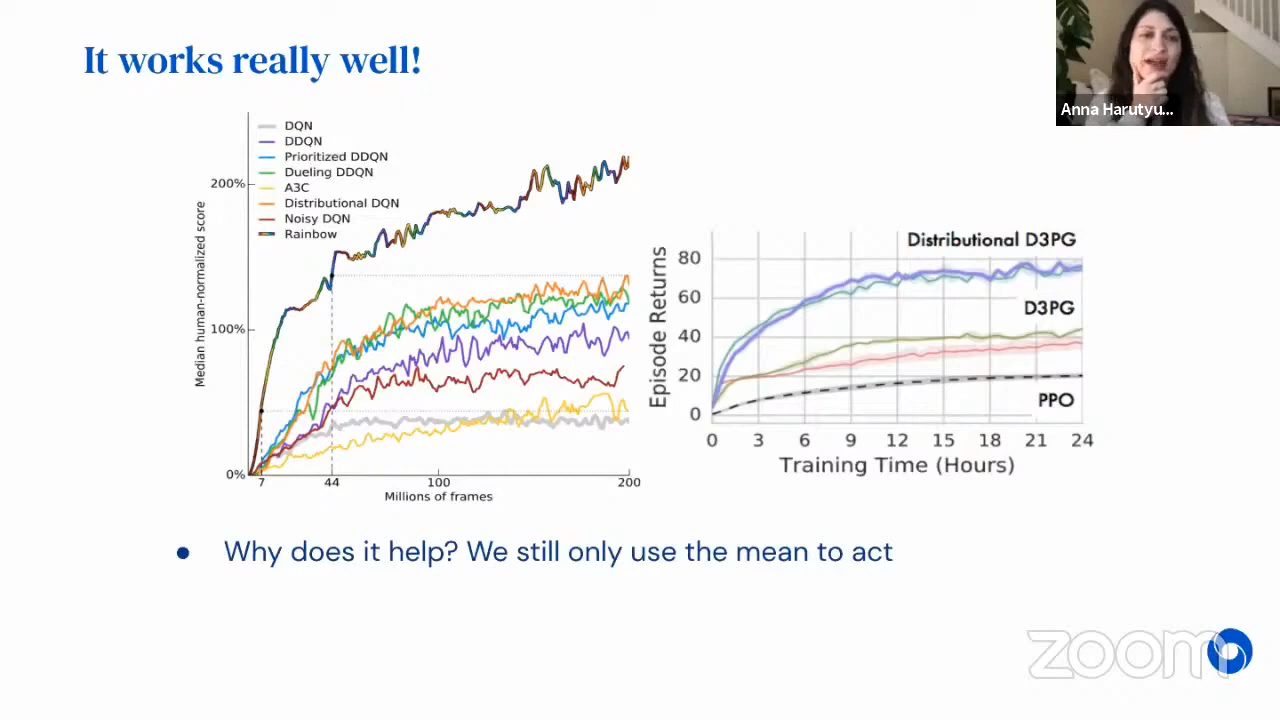 It works really well!
Anna Harutyu...
DQN
DDQN
Prioritized DDQN
Dueling DDQN
A3C
Distributional DQN
Noisy DQN
Rainbow
200%
100%
0%
Median human-normalized score
7 44 100 200
Millions of frames
Distributional D3PG
D3PG
PPO
80
60
40
20
0
Episode Returns
0 3 6 9 12 15 18 21 24
Training Time (Hours)
● Why does it help? We still only use the mean to act
zoom